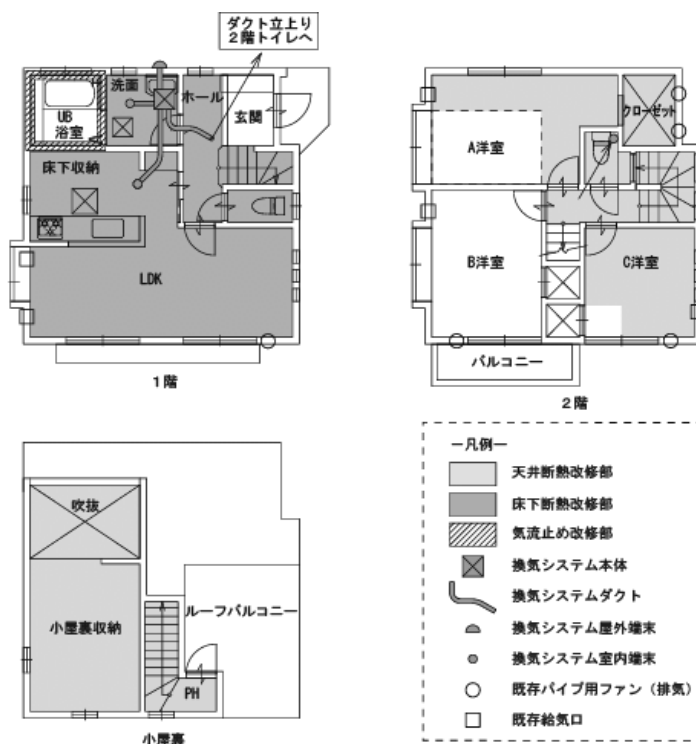 ダクト立上り
2階トイレへ
洗面
ホール
UB
浴室
玄関
床下収納
LDK
1階
クローゼット
A洋室
B洋室
C洋室
バルコニー
2階
吹抜
小屋裏収納
ルーフバルコニー
PH
小屋裏
―凡例―
天井断熱改修部
床下断熱改修部
気流止め改修部
換気システム本体
換気システムダクト
換気システム屋外端末
換気システム室内端末
既存パイプ用ファン（排気）
既存給気口